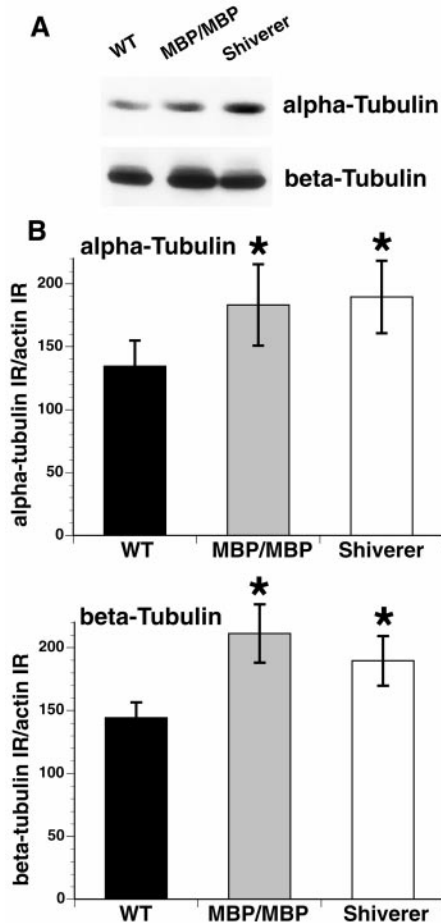 A
WT MBP/MBP Shiverer
alpha-Tubulin
beta-Tubulin
B
alpha-Tubulin * *
alpha-tubulin IR/actin IR
200
150
100
50
0
WT MBP/MBP Shiverer
beta-Tubulin * *
beta-tubulin IR/actin IR
200
150
100
50
0
WT MBP/MBP Shiverer